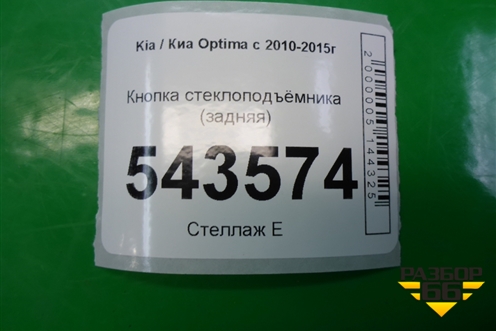 Kia / Киа Optima с 2010-2015г
Кнопка стеклоподъёмника
(задняя)
543574
Стеллаж Е
2000005144325
РАЗБОР
66